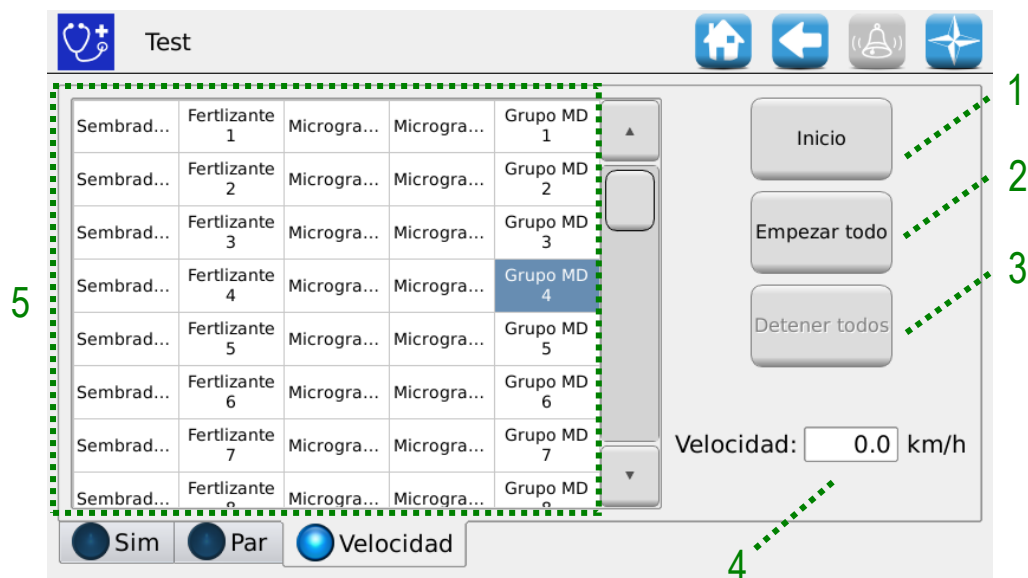 Test
Sembrad... Fertlizante 1 Microgra... Microgra... Grupo MD 1
Sembrad... Fertlizante 2 Microgra... Microgra... Grupo MD 2
Sembrad... Fertlizante 3 Microgra... Microgra... Grupo MD 3
Sembrad... Fertlizante 4 Microgra... Microgra... Grupo MD 4
Sembrad... Fertlizante 5 Microgra... Microgra... Grupo MD 5
Sembrad... Fertlizante 6 Microgra... Microgra... Grupo MD 6
Sembrad... Fertlizante 7 Microgra... Microgra... Grupo MD 7
Sembrad... Fertlizante 8 Microgra... Microgra... Grupo MD 8
Inicio
Empezar todo
Detener todos
Velocidad: 0.0 km/h
Sim Par Velocidad
1
2
3
4
5